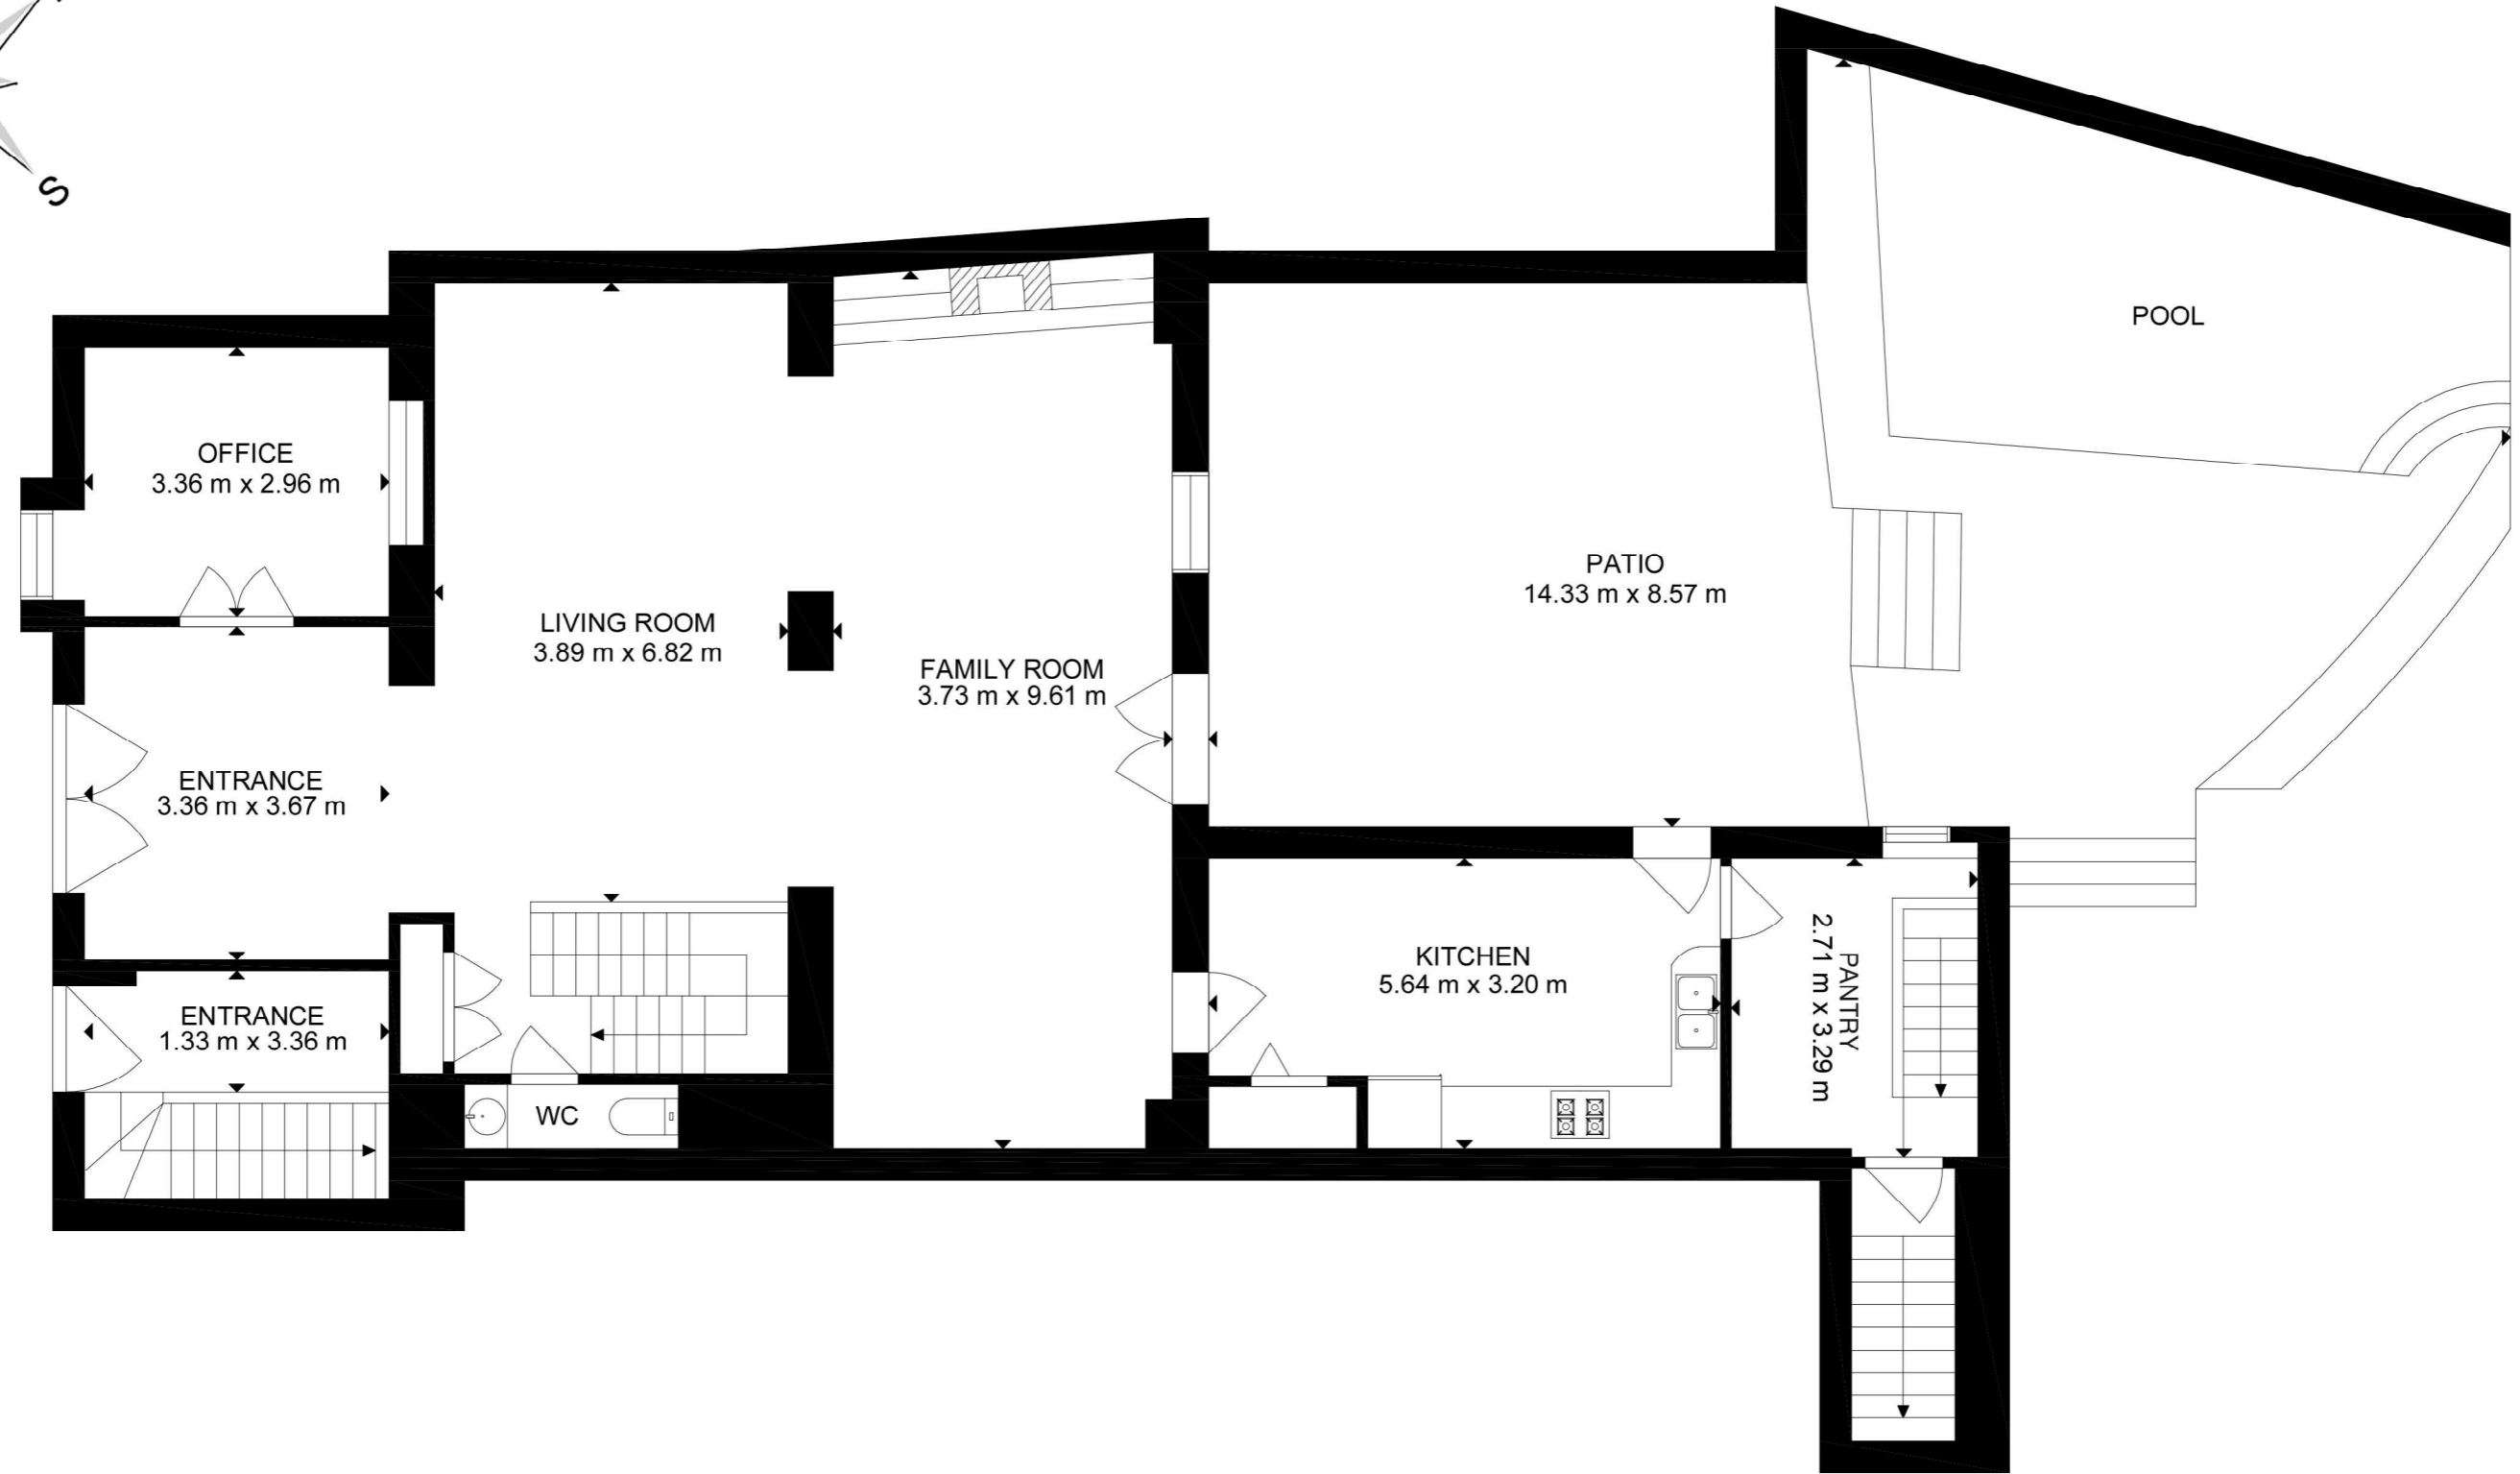 S
POOL
OFFICE
3.36 m x 2.96 m
PATIO
14.33 m x 8.57 m
LIVING ROOM
3.89 m x 6.82 m
FAMILY ROOM
3.73 m x 9.61 m
ENTRANCE
3.36 m x 3.67 m
KITCHEN
5.64 m x 3.20 m
PANTRY
2.71 m x 3.29 m
ENTRANCE
1.33 m x 3.36 m
WC